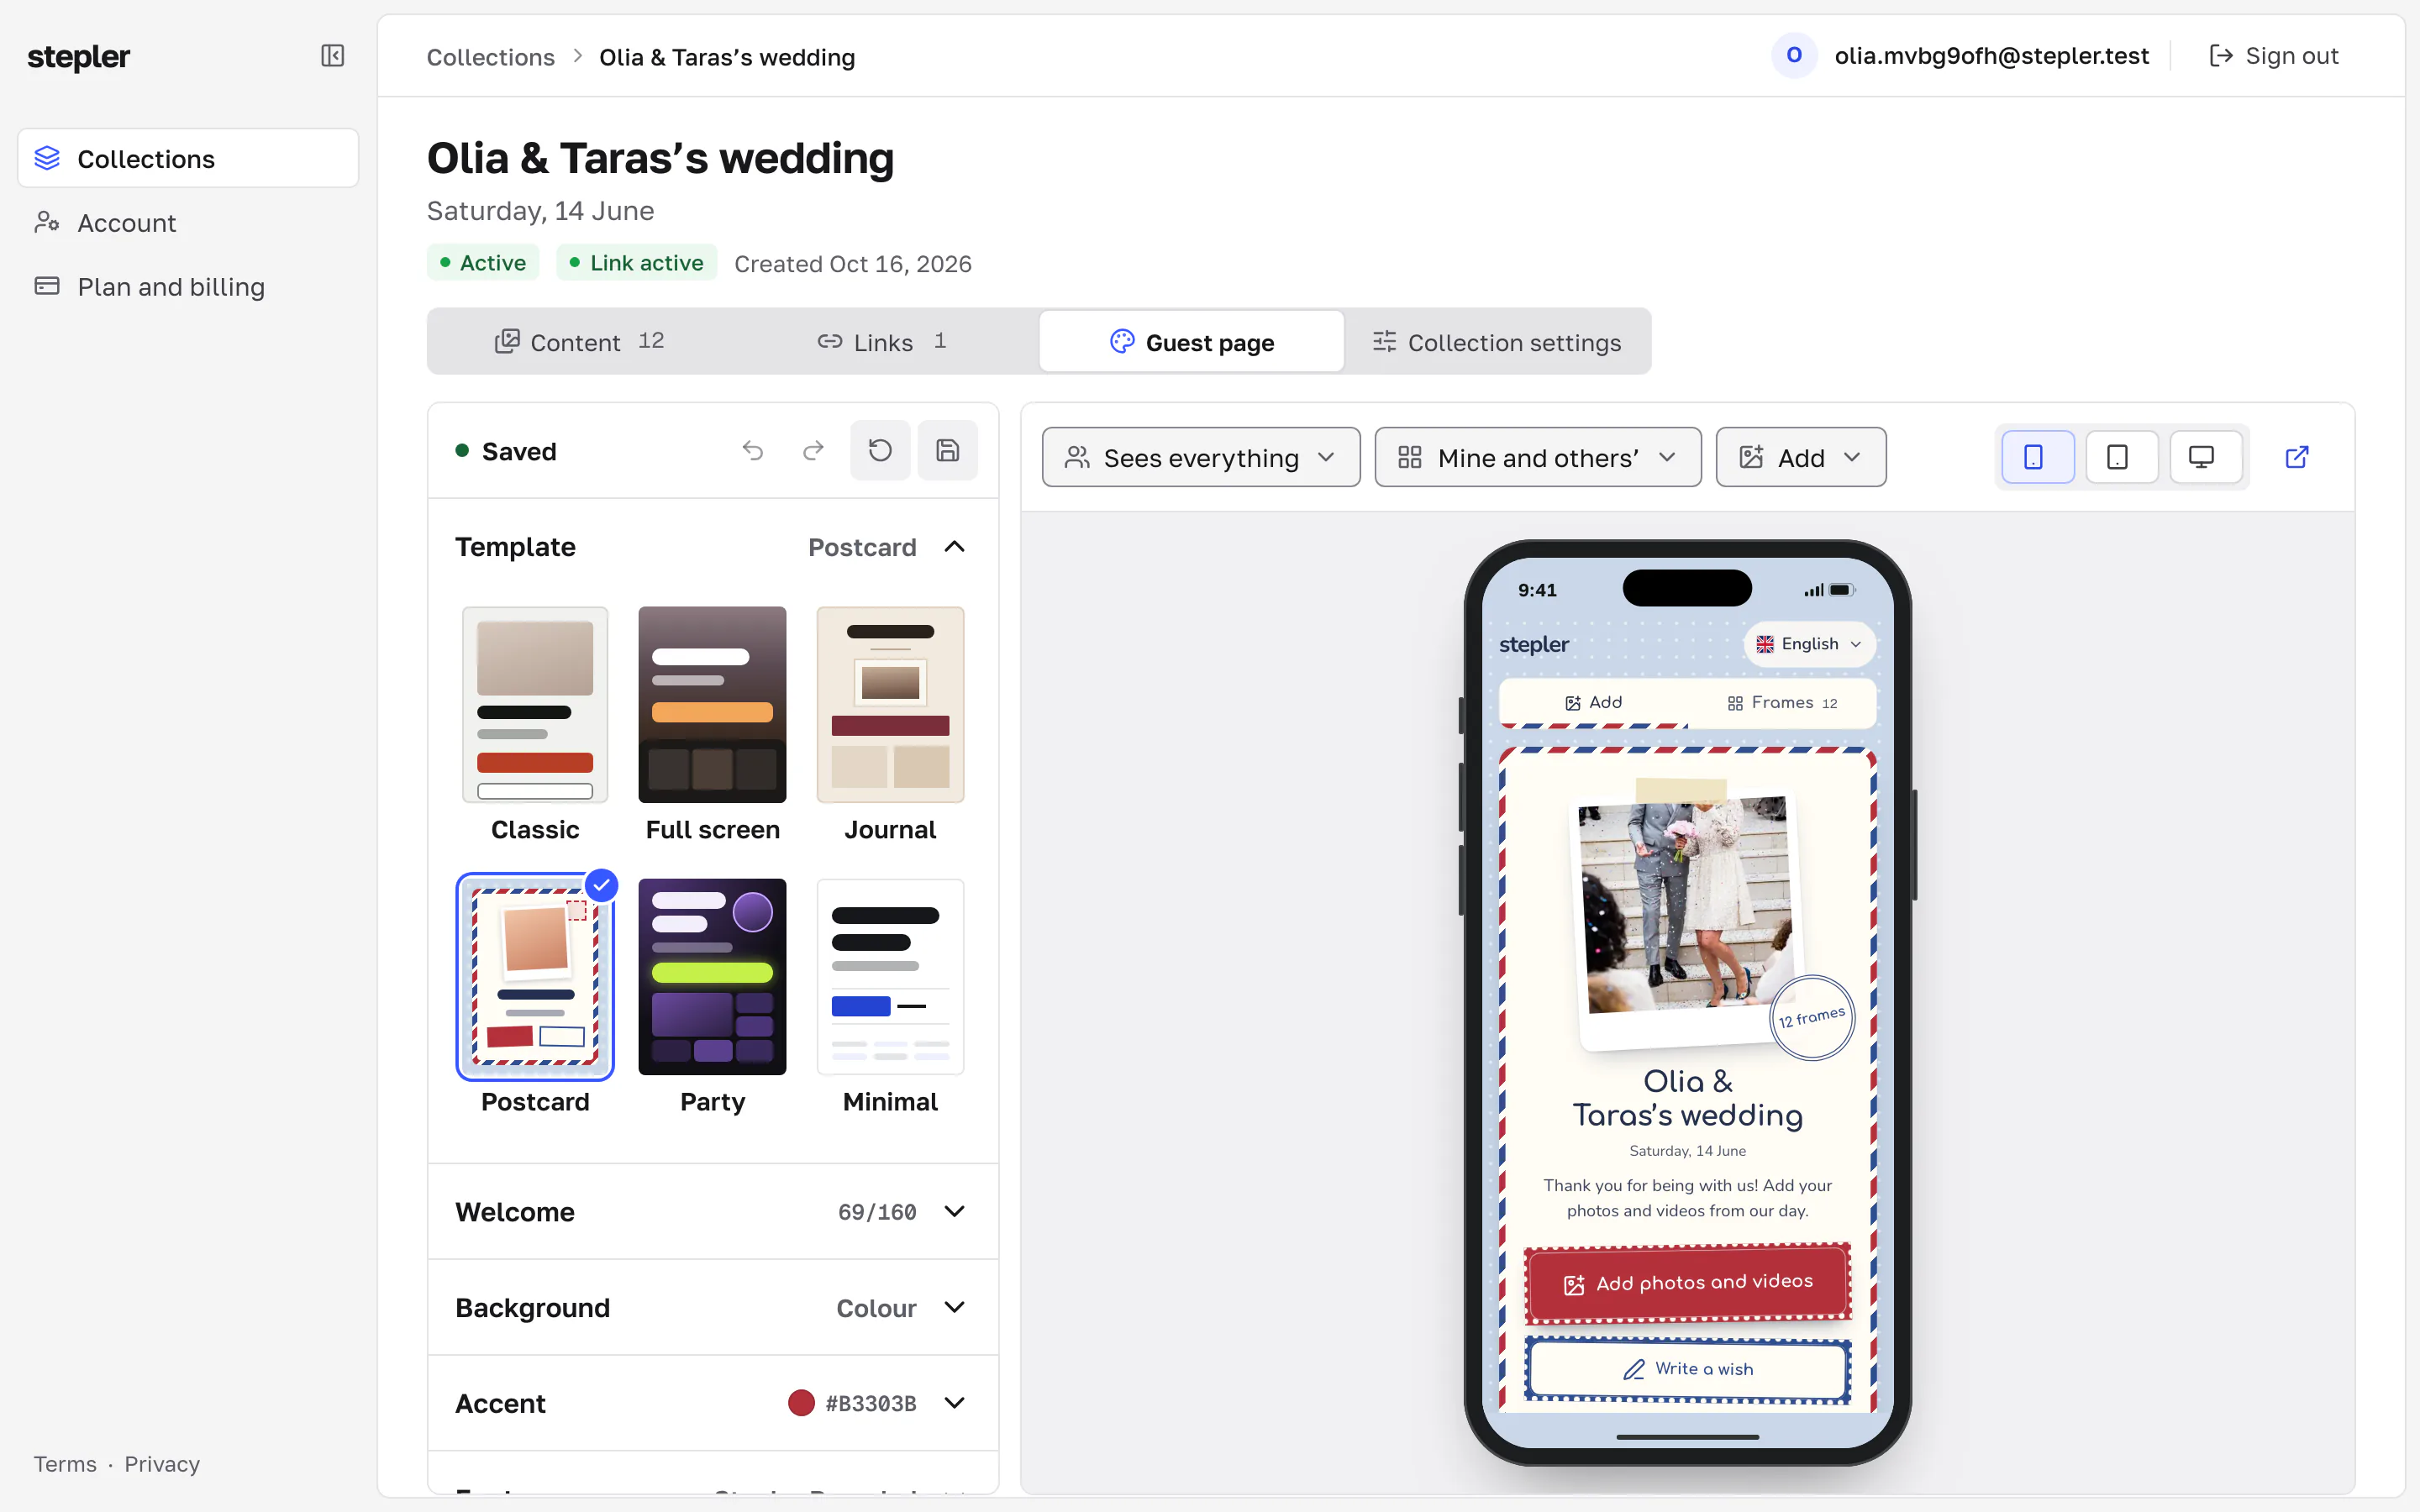 stepler
Collections
Account
Plan and billing
Terms · Privacy
Collections > Olia & Taras’s wedding
O olia.mvbg9ofh@stepler.test
Sign out
Olia & Taras’s wedding
Saturday, 14 June
Active Link active Created Oct 16, 2026
Content 12 Links 1 Guest page Collection settings
Saved
Template Postcard
Classic Full screen Journal
Postcard Party Minimal
Welcome 69/160
Background Colour
Accent #B3303B
Sees everything Mine and others’ Add
9:41
stepler English
Add Frames 12
12 frames
Olia &
Taras’s wedding
Saturday, 14 June
Thank you for being with us! Add your
photos and videos from our day.
Add photos and videos
Write a wish